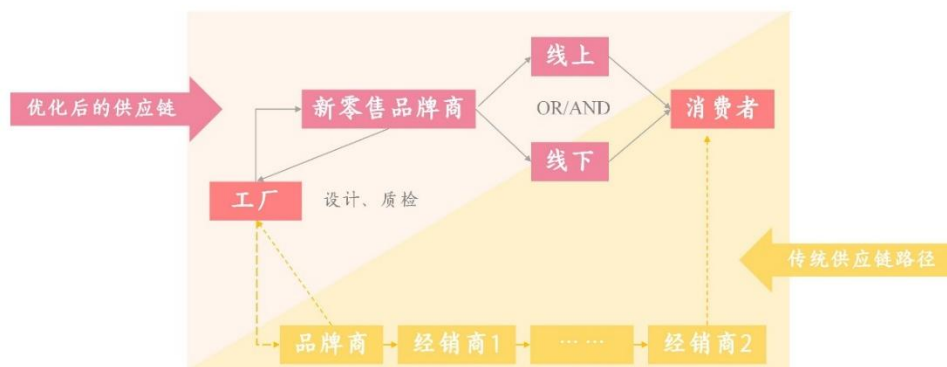 线上
优化后的供应链
新零售品牌商
OR/AND
消费者
线下
工厂
设计、质检
传统供应链路径
品牌商
经销商1
……
经销商2